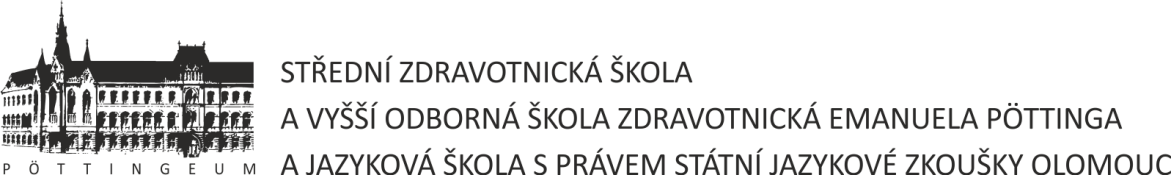 STŘEDNÍ ZDRAVOTNICKÁ ŠKOLA
A VYŠŠÍ ODBORNÁ ŠKOLA ZDRAVOTNICKÁ EMANUELA PÖTTINGA
A JAZYKOVÁ ŠKOLA S PRÁVEM STÁTNÍ JAZYKOVÉ ZKOUŠKY OLOMOUC
PÖTTINGEUM